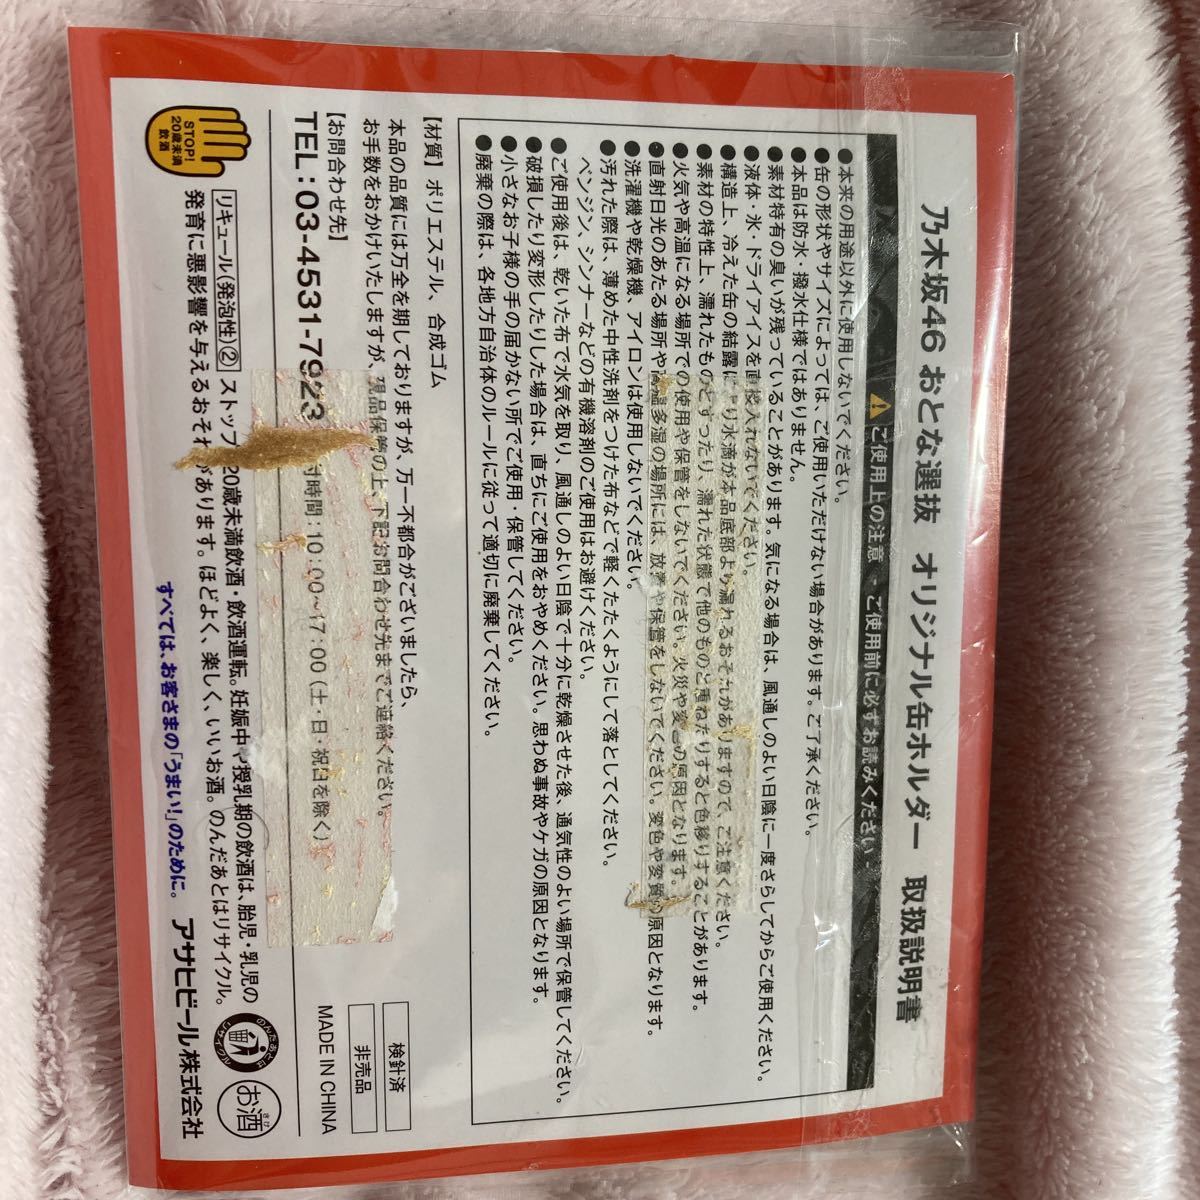 乃木坂46 おとな選抜 オリジナル缶ホルダー 取扱説明書
ご使用上の注意 - ご使用前に必ずお読みください
●本来の用途以外に使用しないでください。
●缶の形状やサイズによっては、ご使用いただけない場合があります。ご了承ください。
●本品は防水・撥水仕様ではありません。
●素材特有の臭いが残っていることがあります。気になる場合は、風通しのよい日陰に一度さらしてからご使用ください。
●液体・氷・ドライアイスを直接入れないでください。
●構造上、冷えた缶の結露により水滴が本品底部より漏れるおそれがありますので、ご注意ください。
●素材の特性上、濡れたものとすったり、濡れた状態で他のものと重ねたりすると色移りすることがあります。
●火気や高温になる場所での使用や保管をしないでください。火災や変色の原因となります。
●直射日光のあたる場所や高温多湿の場所には、放置や保管をしないでください。変色や変質の原因となります。
●洗濯機や乾燥機、アイロンは使用しないでください。
●汚れた際は、薄めた中性洗剤をつけた布などで軽くたたくようにして落としてください。
ベンジン、シンナーなどの有機溶剤のご使用はお避けください。
●ご使用後は、乾いた布で水気を取り、風通しのよい日陰で十分に乾燥させた後、通気性のよい場所で保管してください。
●破損したり変形したりした場合は、直ちにご使用をおやめください。思わぬ事故やケガの原因となります。
●小さなお子様の手の届かない所でご使用・保管してください。
●廃棄の際は、各地方自治体のルールに従って適切に廃棄してください。
【材質】 ポリエステル、合成ゴム
本品の品質には万全を期しておりますが、万一不都合がございましたら、
お手数をおかけいたしますが、現品保管の上、下記お問合わせ先までご連絡ください。
【お問合わせ先】
TEL:03-4531-7923 付時間:10:00〜17:00(土・日・祝日を除く)
検針済
非売品
MADE IN CHINA
STOP!
20歳未満
飲酒
リキュール(発泡性)② ストップ 20歳未満飲酒・飲酒運転。妊娠中や授乳期の飲酒は、胎児・乳児の
発育に悪影響を与えるおそれがあります。ほどよく、楽しく、いいお酒。のんだあとはリサイクル。
すべては、お客さまの「うまい!」のために。 アサヒビール株式会社
のんだあとは
リサイクル
お酒
さけ